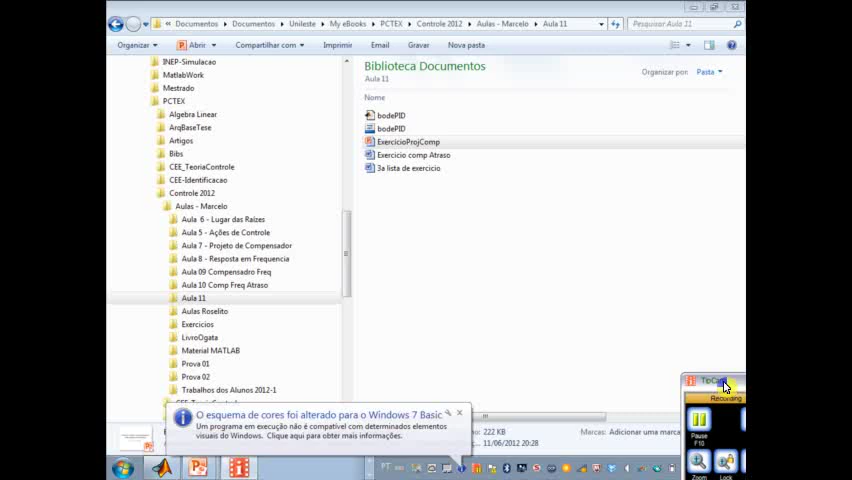 « Documentos ▸ Documentos ▸ Unileste ▸ My eBooks ▸ PCTEX ▸ Controle 2012 ▸ Aulas - Marcelo ▸ Aula 11
Pesquisar Aula 11
Organizar Abrir Compartilhar com Imprimir Email Gravar Nova pasta
INEP-Simulacao
MatlabWork
Mestrado
PCTEX
Algebra Linear
ArqBaseTese
Artigos
Bibs
CEE_TeoriaControle
CEE-Identificacao
Controle 2012
Aulas - Marcelo
Aula 6 - Lugar das Raízes
Aula 5 - Ações de Controle
Aula 7 - Projeto de Compensador
Aula 8 - Resposta em Frequencia
Aula 09 Compensadro Freq
Aula 10 Comp Freq Atraso
Aula 11
Aulas Roselito
Exercicios
LivroOgata
Material MATLAB
Prova 01
Prova 02
Trabalhos dos Alunos 2012-1
Biblioteca Documentos
Aula 11
Organizar por: Pasta
Nome
bodePID
bodePID
ExercícioProjComp
Exercicio comp Atraso
3a lista de exercicio
O esquema de cores foi alterado para o Windows 7 Basic
Um programa em execução não é compatível com determinados elementos
visuais do Windows. Clique aqui para obter mais informações.
222 KB
11/06/2012 20:28
Marcas: Adicionar uma marca
Recording
Pause
F10
Zoom
Lock
PT